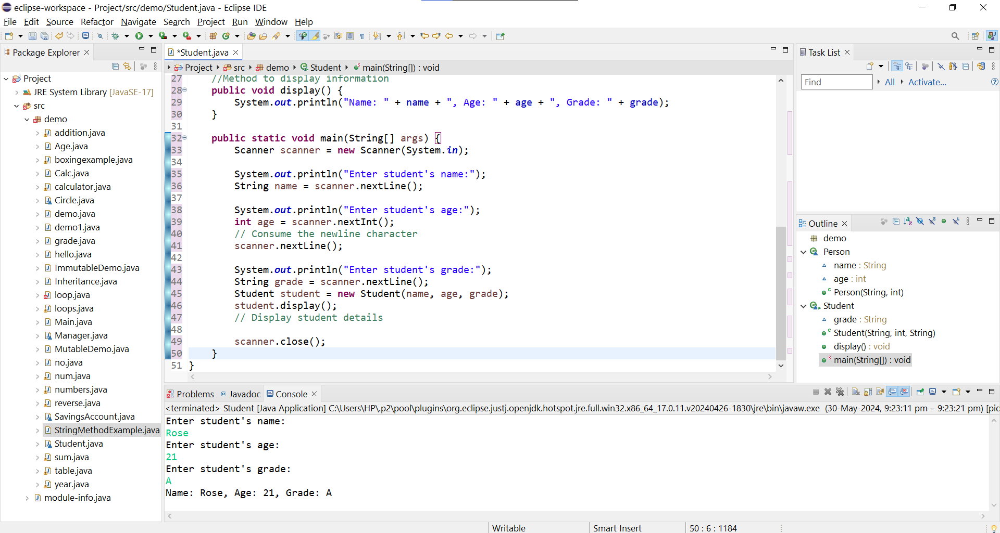 eclipse-workspace - Project/src/demo/Student.java - Eclipse IDE
File Edit Source Refactor Navigate Search Project Run Window Help
Package Explorer
Project
JRE System Library [JavaSE-17]
src
demo
addition.java
Age.java
boxingexample.java
Calc.java
calculator.java
Circle.java
demo.java
demo1.java
grade.java
hello.java
ImmutableDemo.java
Inheritance.java
loop.java
loops.java
Main.java
Manager.java
MutableDemo.java
no.java
num.java
numbers.java
reverse.java
SavingsAccount.java
StringMethodExample.java
Student.java
sum.java
table.java
year.java
module-info.java
*Student.java
Project src demo Student main(String[]) : void
27 //Method to display information
28 public void display() {
29 System.out.println("Name: " + name + ", Age: " + age + ", Grade: " + grade);
30 }
31
32 public static void main(String[] args) {
33 Scanner scanner = new Scanner(System.in);
34
35 System.out.println("Enter student's name:");
36 String name = scanner.nextLine();
37
38 System.out.println("Enter student's age:");
39 int age = scanner.nextInt();
40 // Consume the newline character
41 scanner.nextLine();
42
43 System.out.println("Enter student's grade:");
44 String grade = scanner.nextLine();
45 Student student = new Student(name, age, grade);
46 student.display();
47 // Display student details
48
49 scanner.close();
50 }
51 }
Task List
Find All Activate...
Outline
demo
Person
name : String
age : int
Person(String, int)
Student
grade : String
Student(String, int, String)
display() : void
main(String[]) : void
Problems Javadoc Console
<terminated> Student [Java Application] C:\Users\HP\.p2\pool\plugins\org.eclipse.justj.openjdk.hotspot.jre.full.win32.x86_64_17.0.11.v20240426-1830\jre\bin\javaw.exe (30-May-2024, 9:23:11 pm – 9:23:21 pm) [pic
Enter student's name:
Rose
Enter student's age:
21
Enter student's grade:
A
Name: Rose, Age: 21, Grade: A
Writable Smart Insert 50 : 6 : 1184